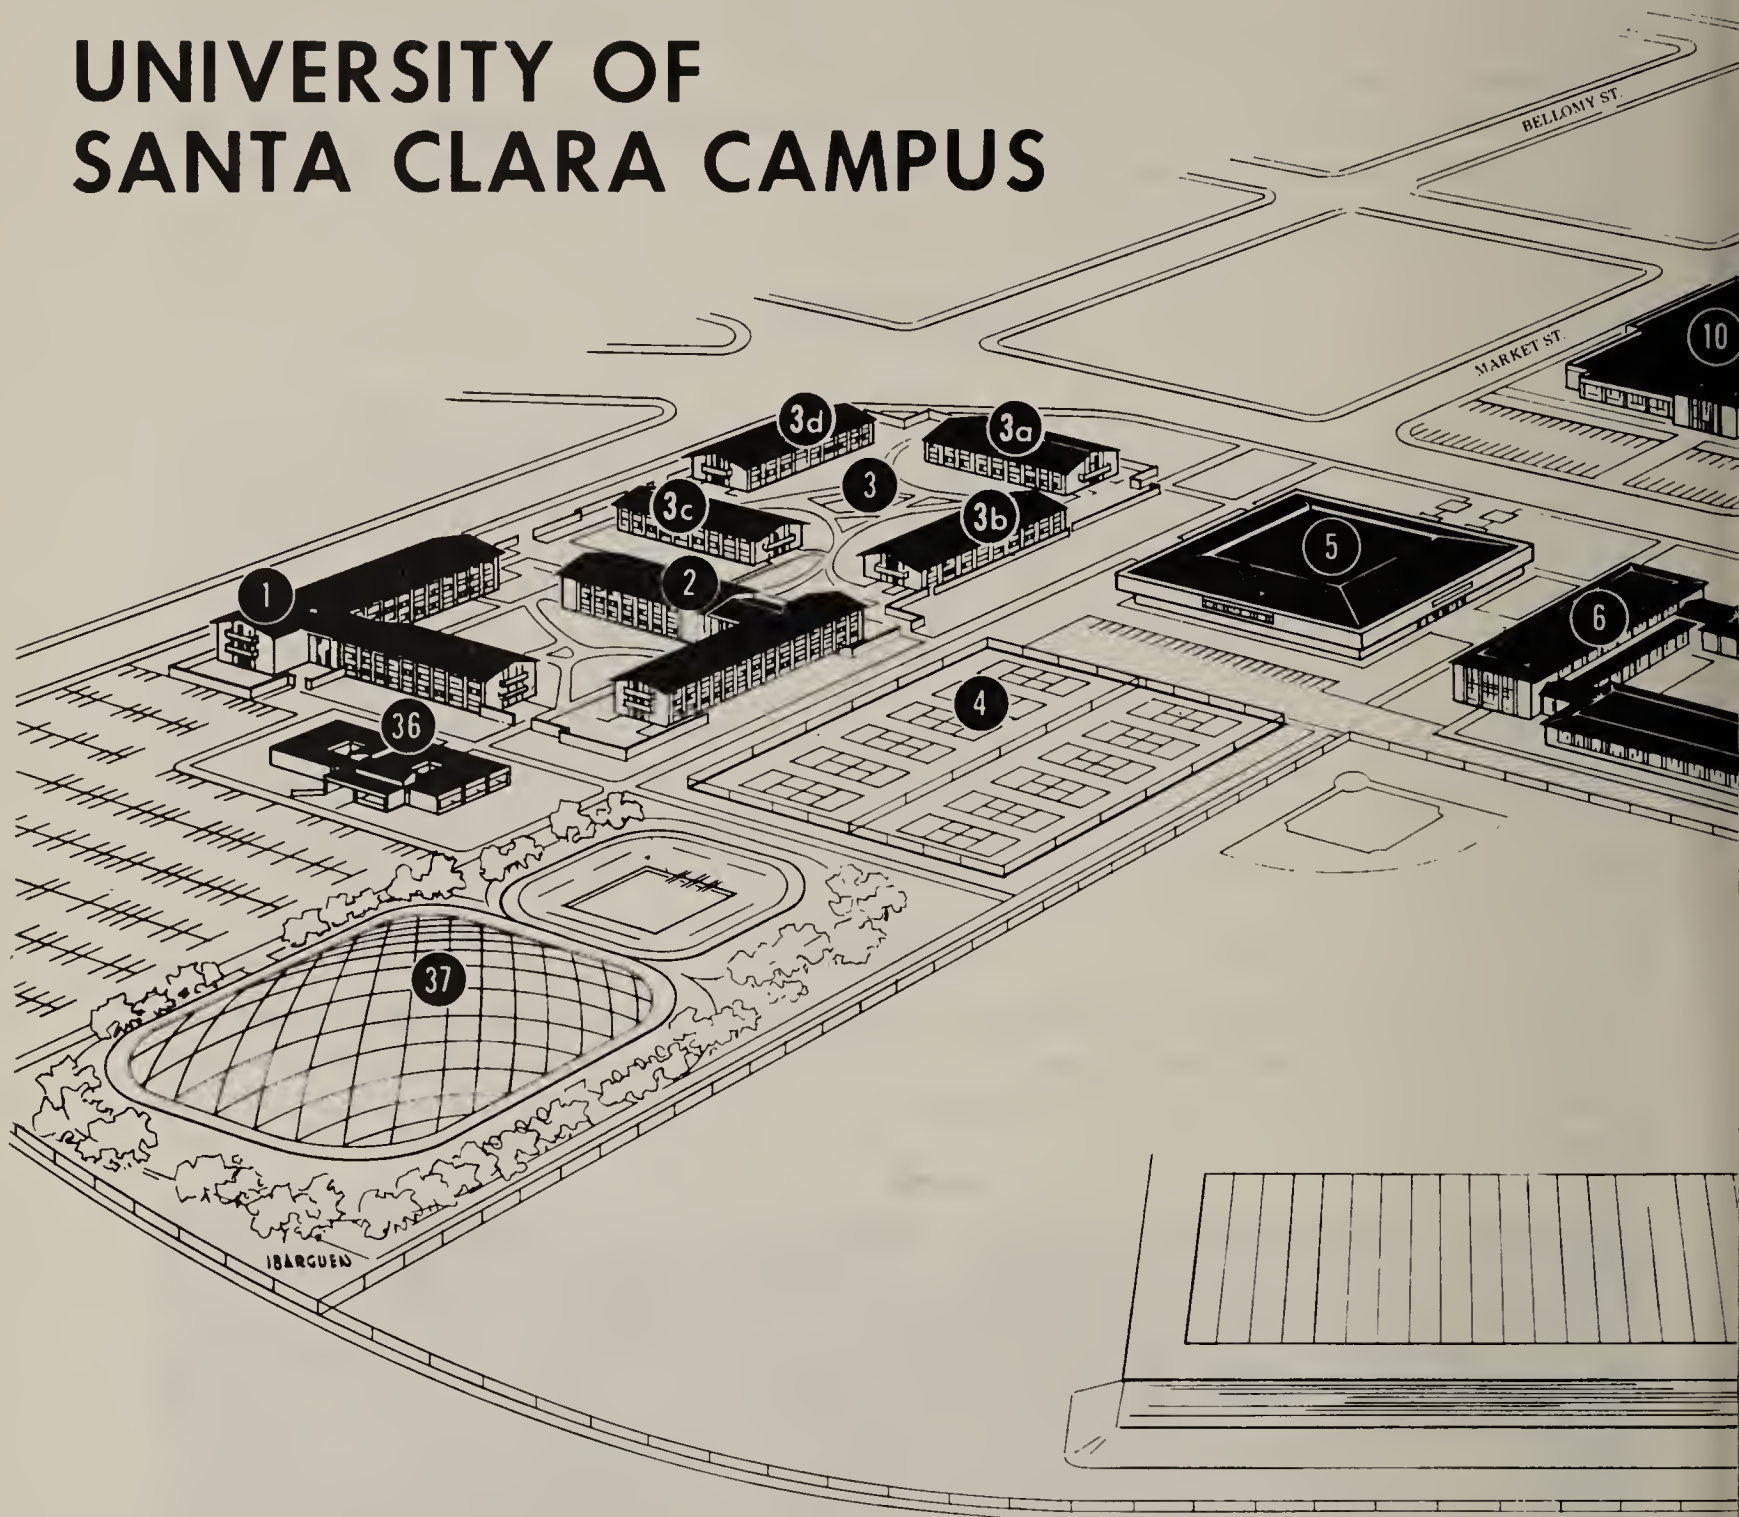 UNIVERSITY OF
SANTA CLARA CAMPUS
BELLOMY ST.
MARKET ST.
10
3d
3a
3
3c
3b
5
1
2
6
4
36
37
IBARGUEN